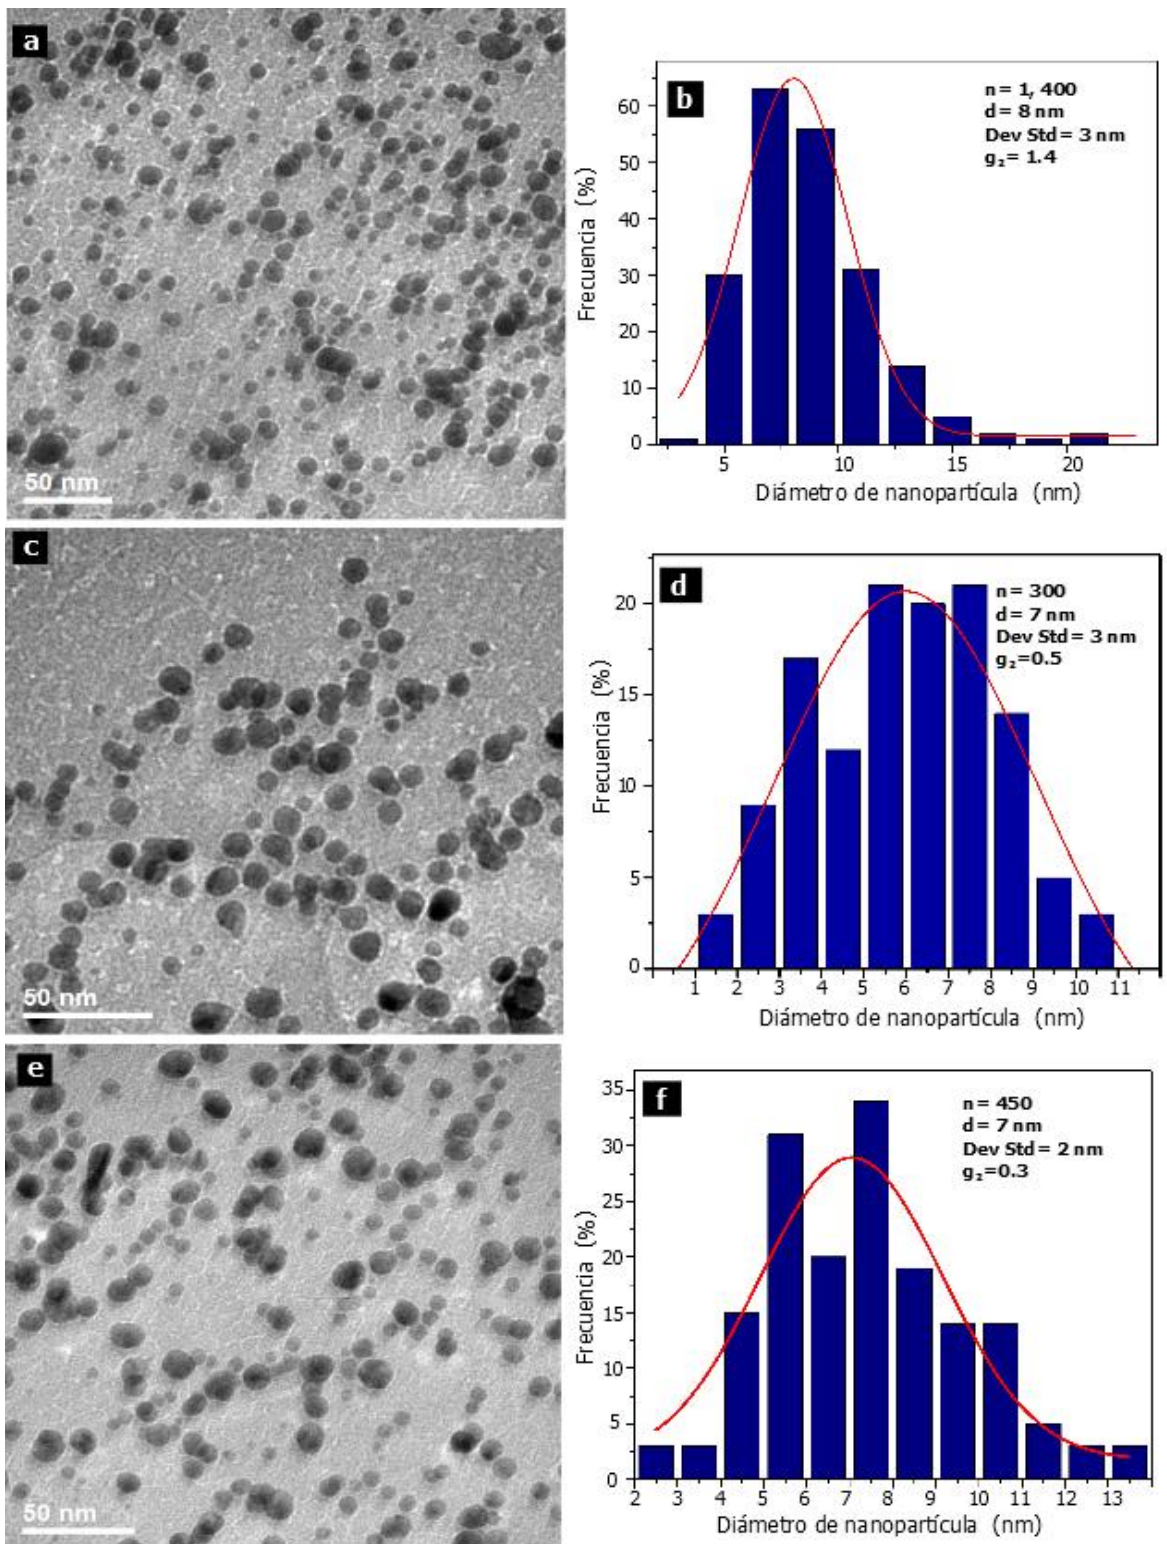 a
50 nm
b
n = 1, 400
d = 8 nm
Dev Std = 3 nm
g₂= 1.4
Frecuencia (%)
60
50
40
30
20
10
0
5 10 15 20
Diámetro de nanopartícula (nm)
c
50 nm
d
n = 300
d = 7 nm
Dev Std = 3 nm
g₂=0.5
Frecuencia (%)
20
15
10
5
0
1 2 3 4 5 6 7 8 9 10 11
Diámetro de nanopartícula (nm)
e
50 nm
f
n = 450
d = 7 nm
Dev Std = 2 nm
g₂=0.3
Frecuencia (%)
35
30
25
20
15
10
5
0
2 3 4 5 6 7 8 9 10 11 12 13
Diámetro de nanopartícula (nm)